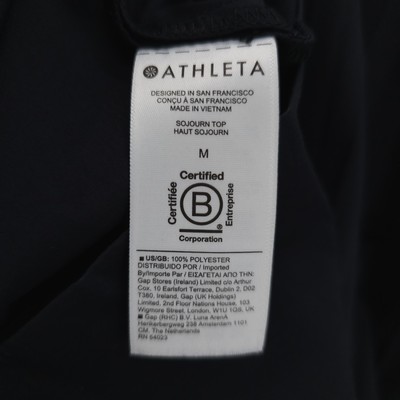 ATHLETA
DESIGNED IN SAN FRANCISCO
CONÇU À SAN FRANCISCO
MADE IN VIETNAM
SOJOURN TOP
HAUT SOJOURN
M
Certified
Certifiée
B
Entreprise
Corporation
US/GB: 100% POLYESTER
DISTRIBUIDO POR / Imported
By/Importe Par / ΕΙΣΑΓΕΤΑΙ ΑΠΟ ΤΗΝ:
Gap Stores (Ireland) Limited c/o Arthur
Cox, 10 Earlsfort Terrace, Dublin 2, D02
T380, Ireland, Gap (UK Holdings)
Limited, 2nd Floor Nations House, 103
Wigmore Street, London, W1U 1QS, UK
Gap (RHC) B.V. Luna ArenA
Herikerbergweg 238 Amsterdam 1101
CM, The Netherlands
RN 54023